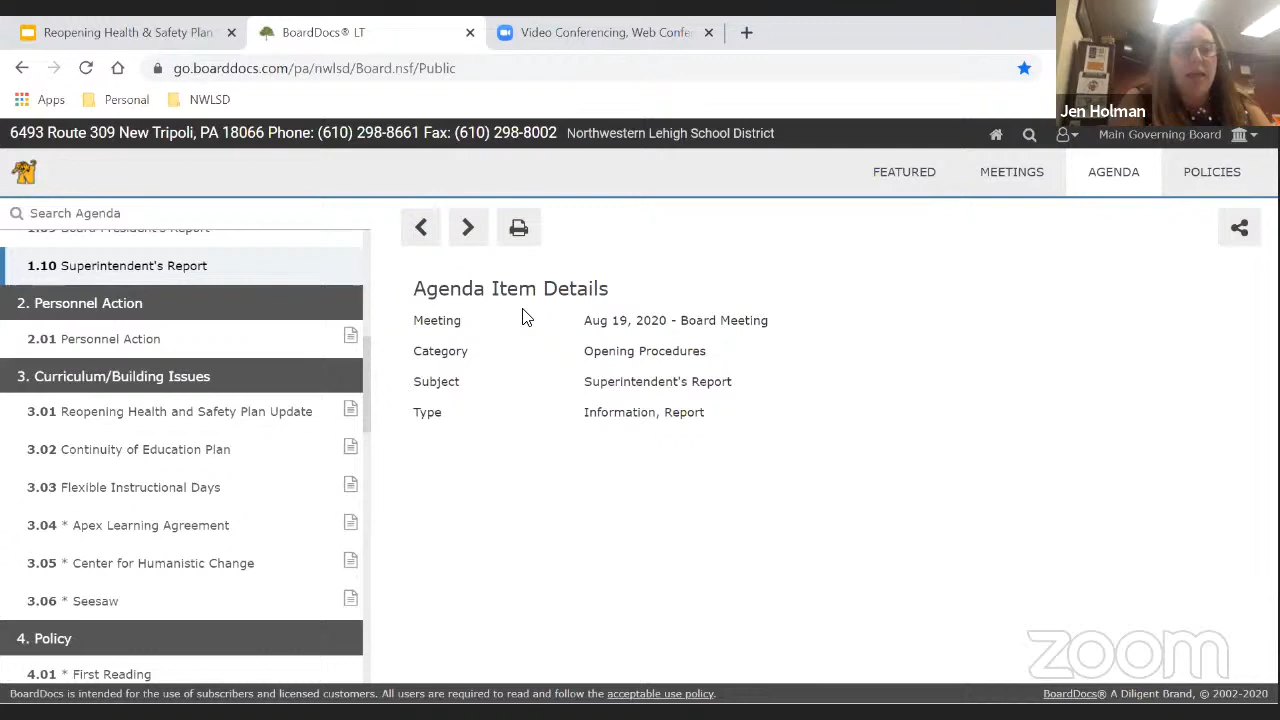 Reopening Health & Safety Plan
BoardDocs® LT
Video Conferencing, Web Confe
go.boarddocs.com/pa/nwlsd/Board.nsf/Public
Apps
Personal
NWLSD
Jen Holman
6493 Route 309 New Tripoli, PA 18066 Phone: (610) 298-8661 Fax: (610) 298-8002 Northwestern Lehigh School District
Main Governing Board
FEATURED
MEETINGS
AGENDA
POLICIES
Search Agenda
1.09 Board President's Report
1.10 Superintendent's Report
2. Personnel Action
2.01 Personnel Action
3. Curriculum/Building Issues
3.01 Reopening Health and Safety Plan Update
3.02 Continuity of Education Plan
3.03 Flexible Instructional Days
3.04 * Apex Learning Agreement
3.05 * Center for Humanistic Change
3.06 * Seesaw
4. Policy
4.01 * First Reading
Agenda Item Details
Meeting Aug 19, 2020 - Board Meeting
Category Opening Procedures
Subject Superintendent's Report
Type Information, Report
zoom
BoardDocs is intended for the use of subscribers and licensed customers. All users are required to read and follow the acceptable use policy.
BoardDocs® A Diligent Brand, © 2002-2020